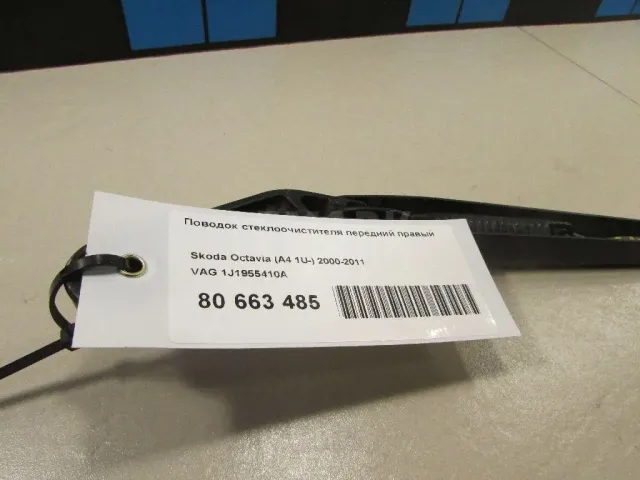 Поводок стеклоочистителя передний правый
Skoda Octavia (A4 1U-) 2000-2011
VAG 1J1955410A
80 663 485